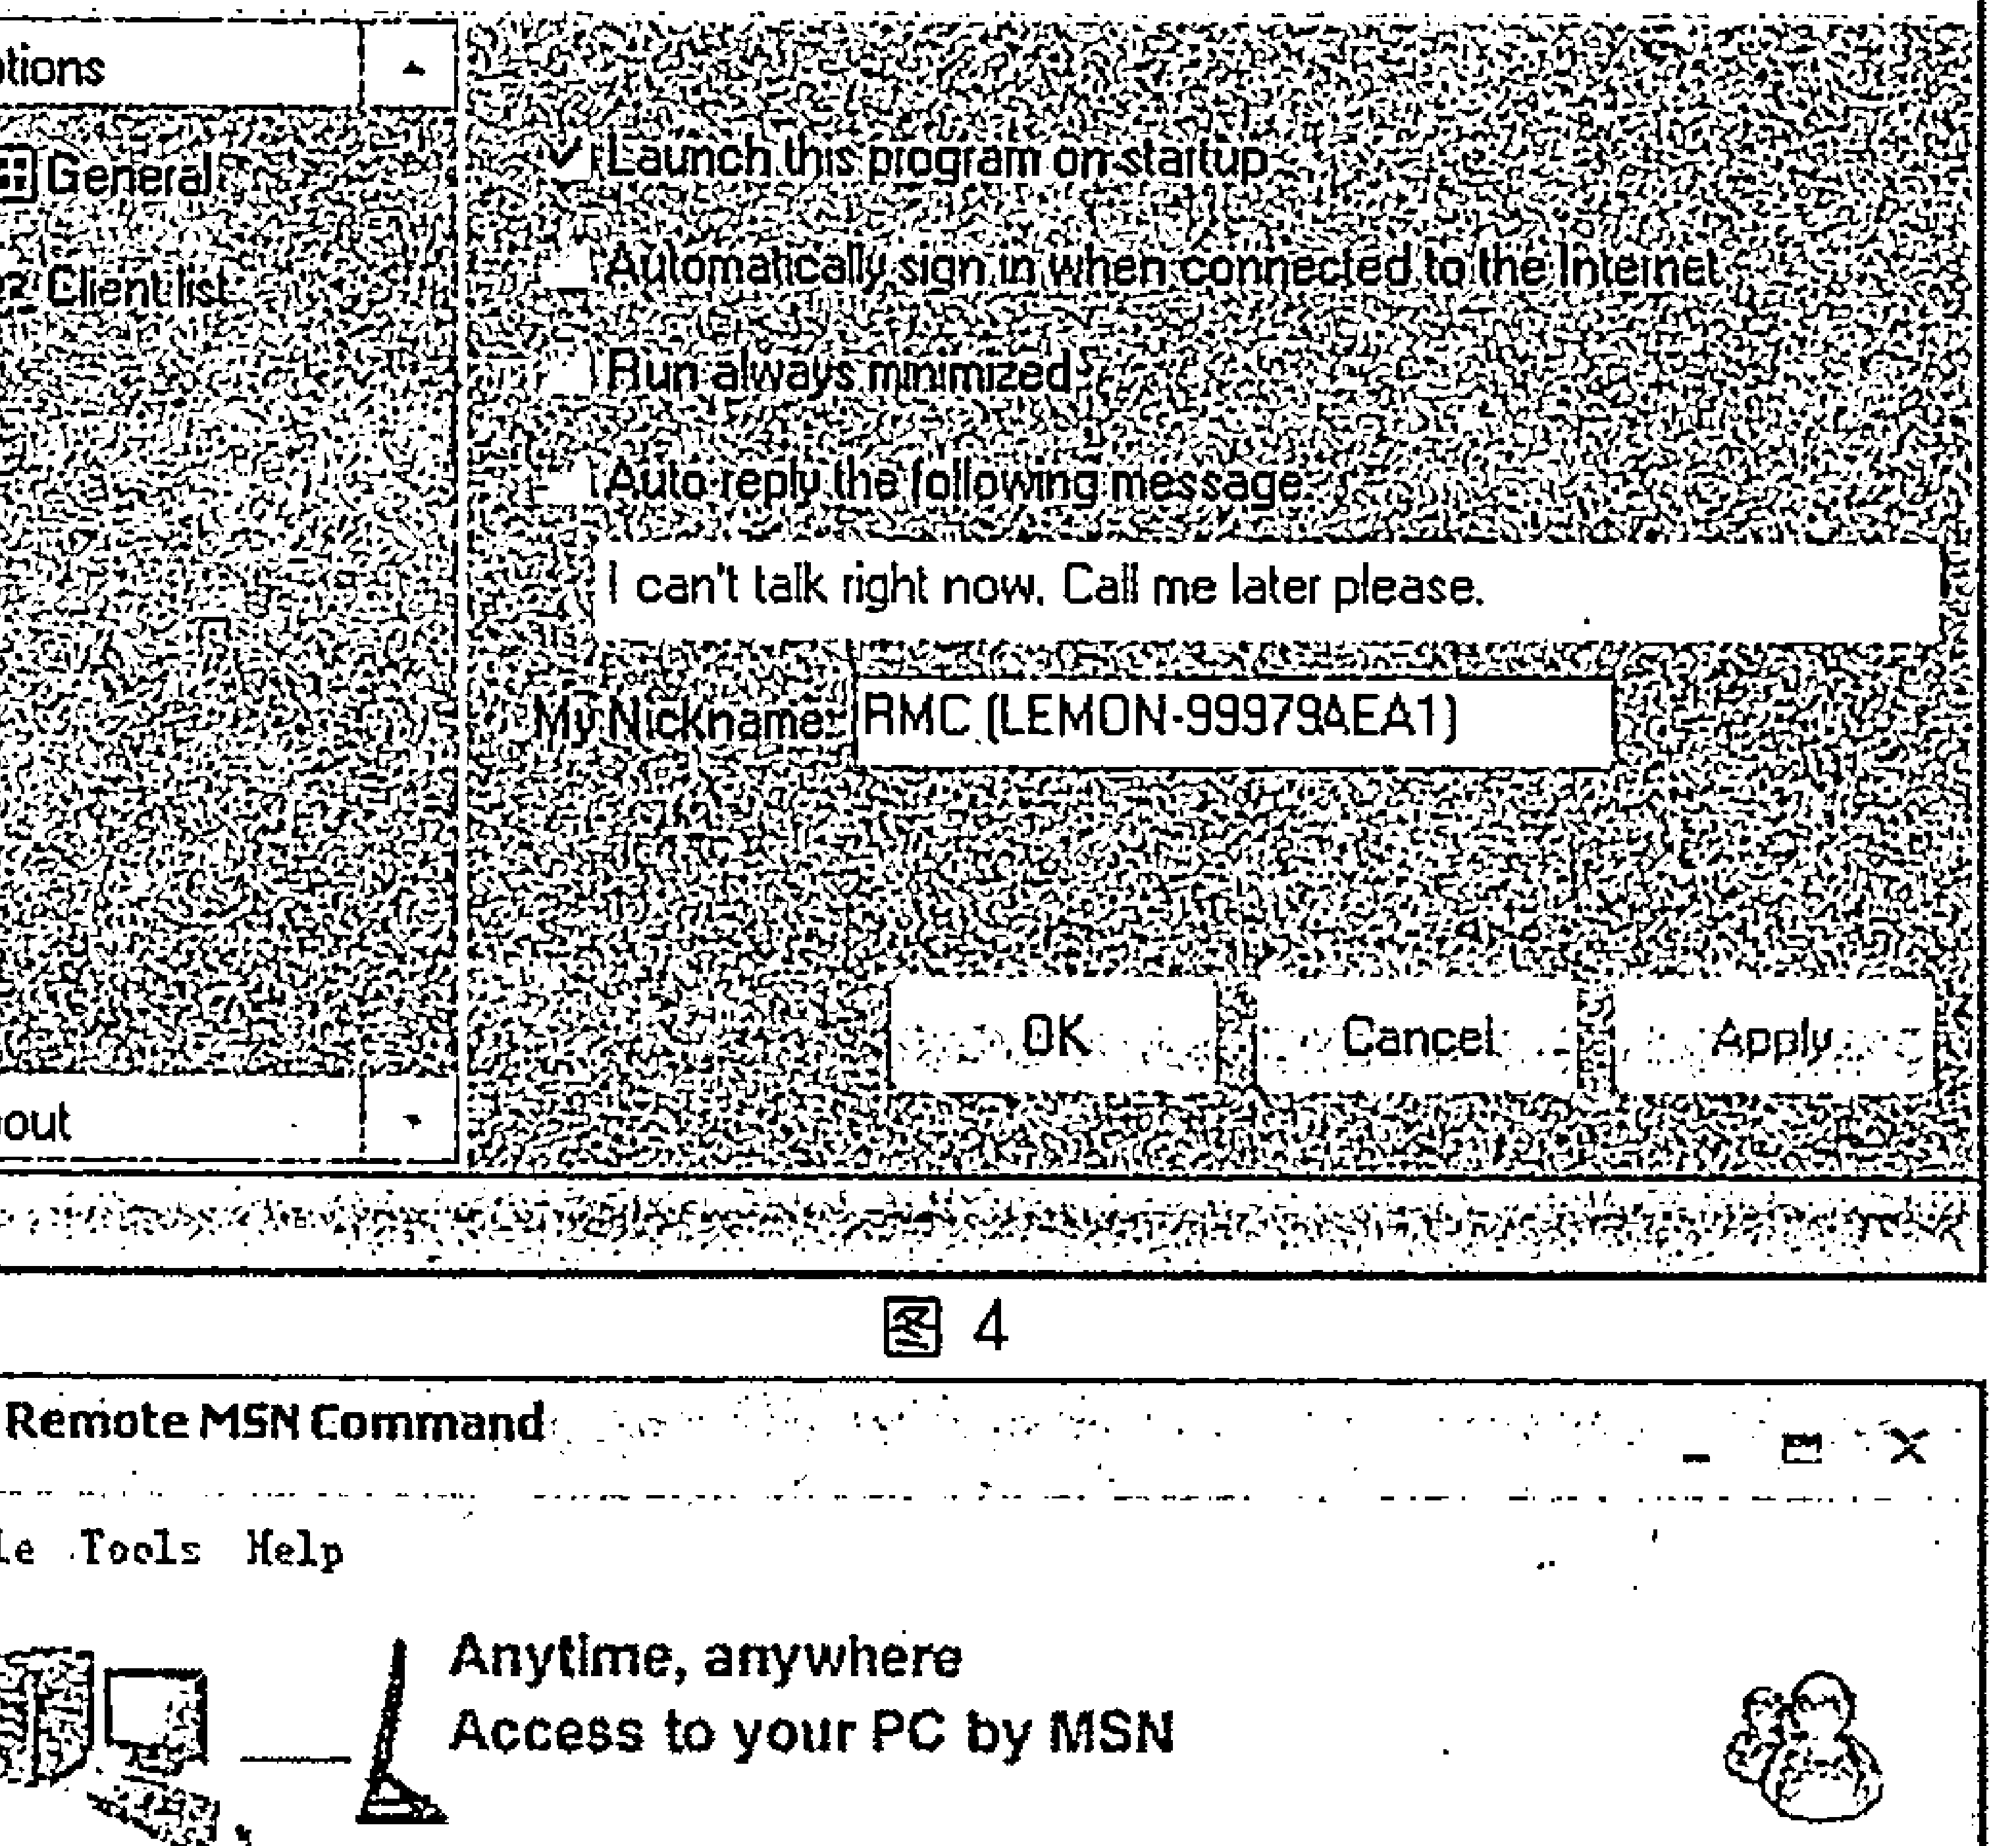 tions
General
Client list
Launch this program on startup
Automatically sign in when connected to the Internet
Run always minimized
Auto reply the following message
I can't talk right now. Call me later please.
My Nickname: RMC (LEMON-99979AEA1)
OK Cancel Apply
out
图 4
Remote MSN Command
le Tools Help
Anytime, anywhere
Access to your PC by MSN